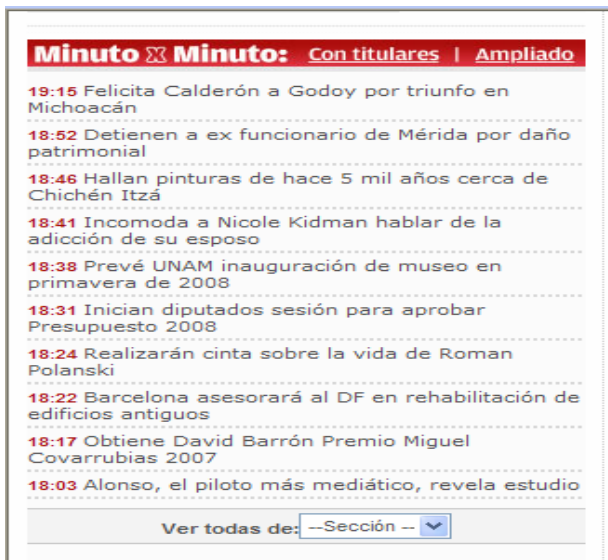 Minuto x Minuto: Con titulares | Ampliado
19:15 Felicita Calderón a Godoy por triunfo en
Michoacán
18:52 Detienen a ex funcionario de Mérida por daño
patrimonial
18:46 Hallan pinturas de hace 5 mil años cerca de
Chichén Itzá
18:41 Incomoda a Nicole Kidman hablar de la
adicción de su esposo
18:38 Prevé UNAM inauguración de museo en
primavera de 2008
18:31 Inician diputados sesión para aprobar
Presupuesto 2008
18:24 Realizarán cinta sobre la vida de Roman
Polanski
18:22 Barcelona asesorará al DF en rehabilitación de
edificios antiguos
18:17 Obtiene David Barrón Premio Miguel
Covarrubias 2007
18:03 Alonso, el piloto más mediático, revela estudio
Ver todas de: --Sección --